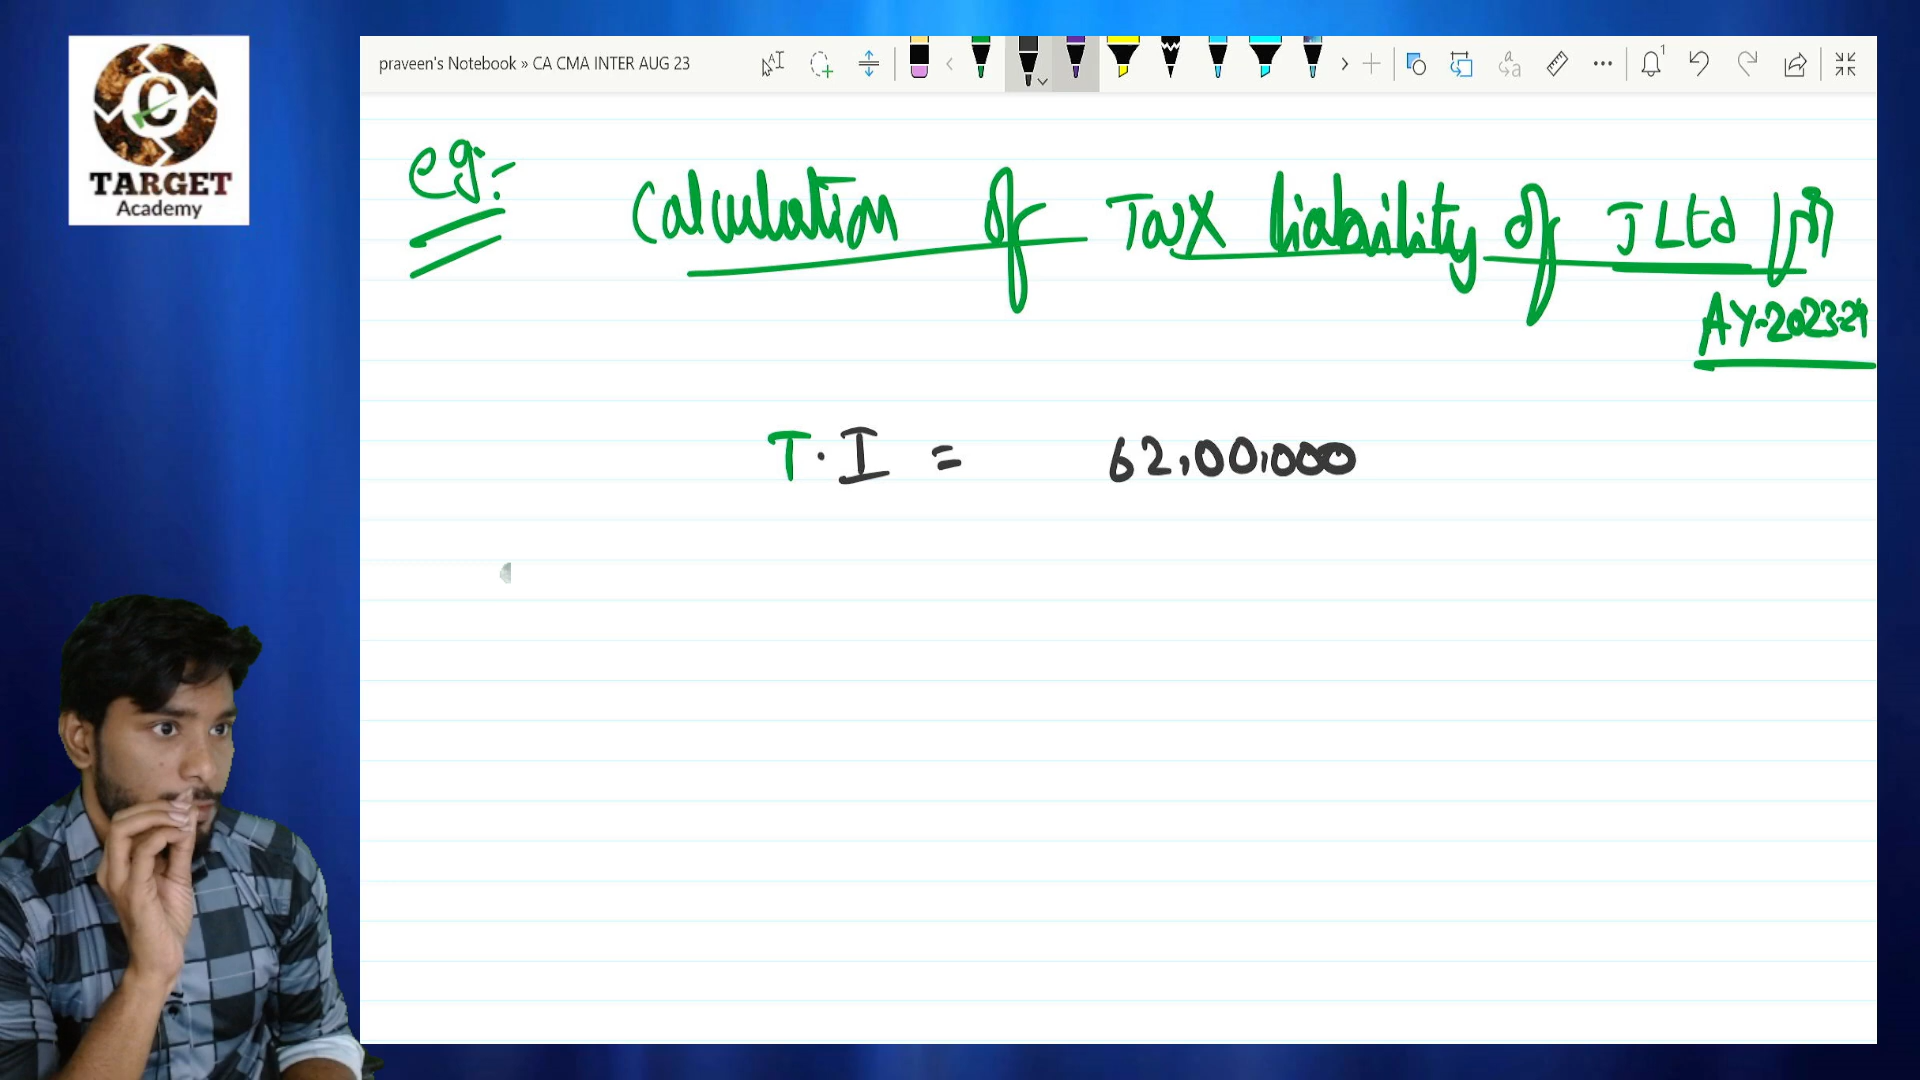 TARGET
Academy
praveen's Notebook » CA CMA INTER AUG 23
eg:-
Calculation of Tax liability of J Ltd for
AY-2023-24
T.I = 62,00,000